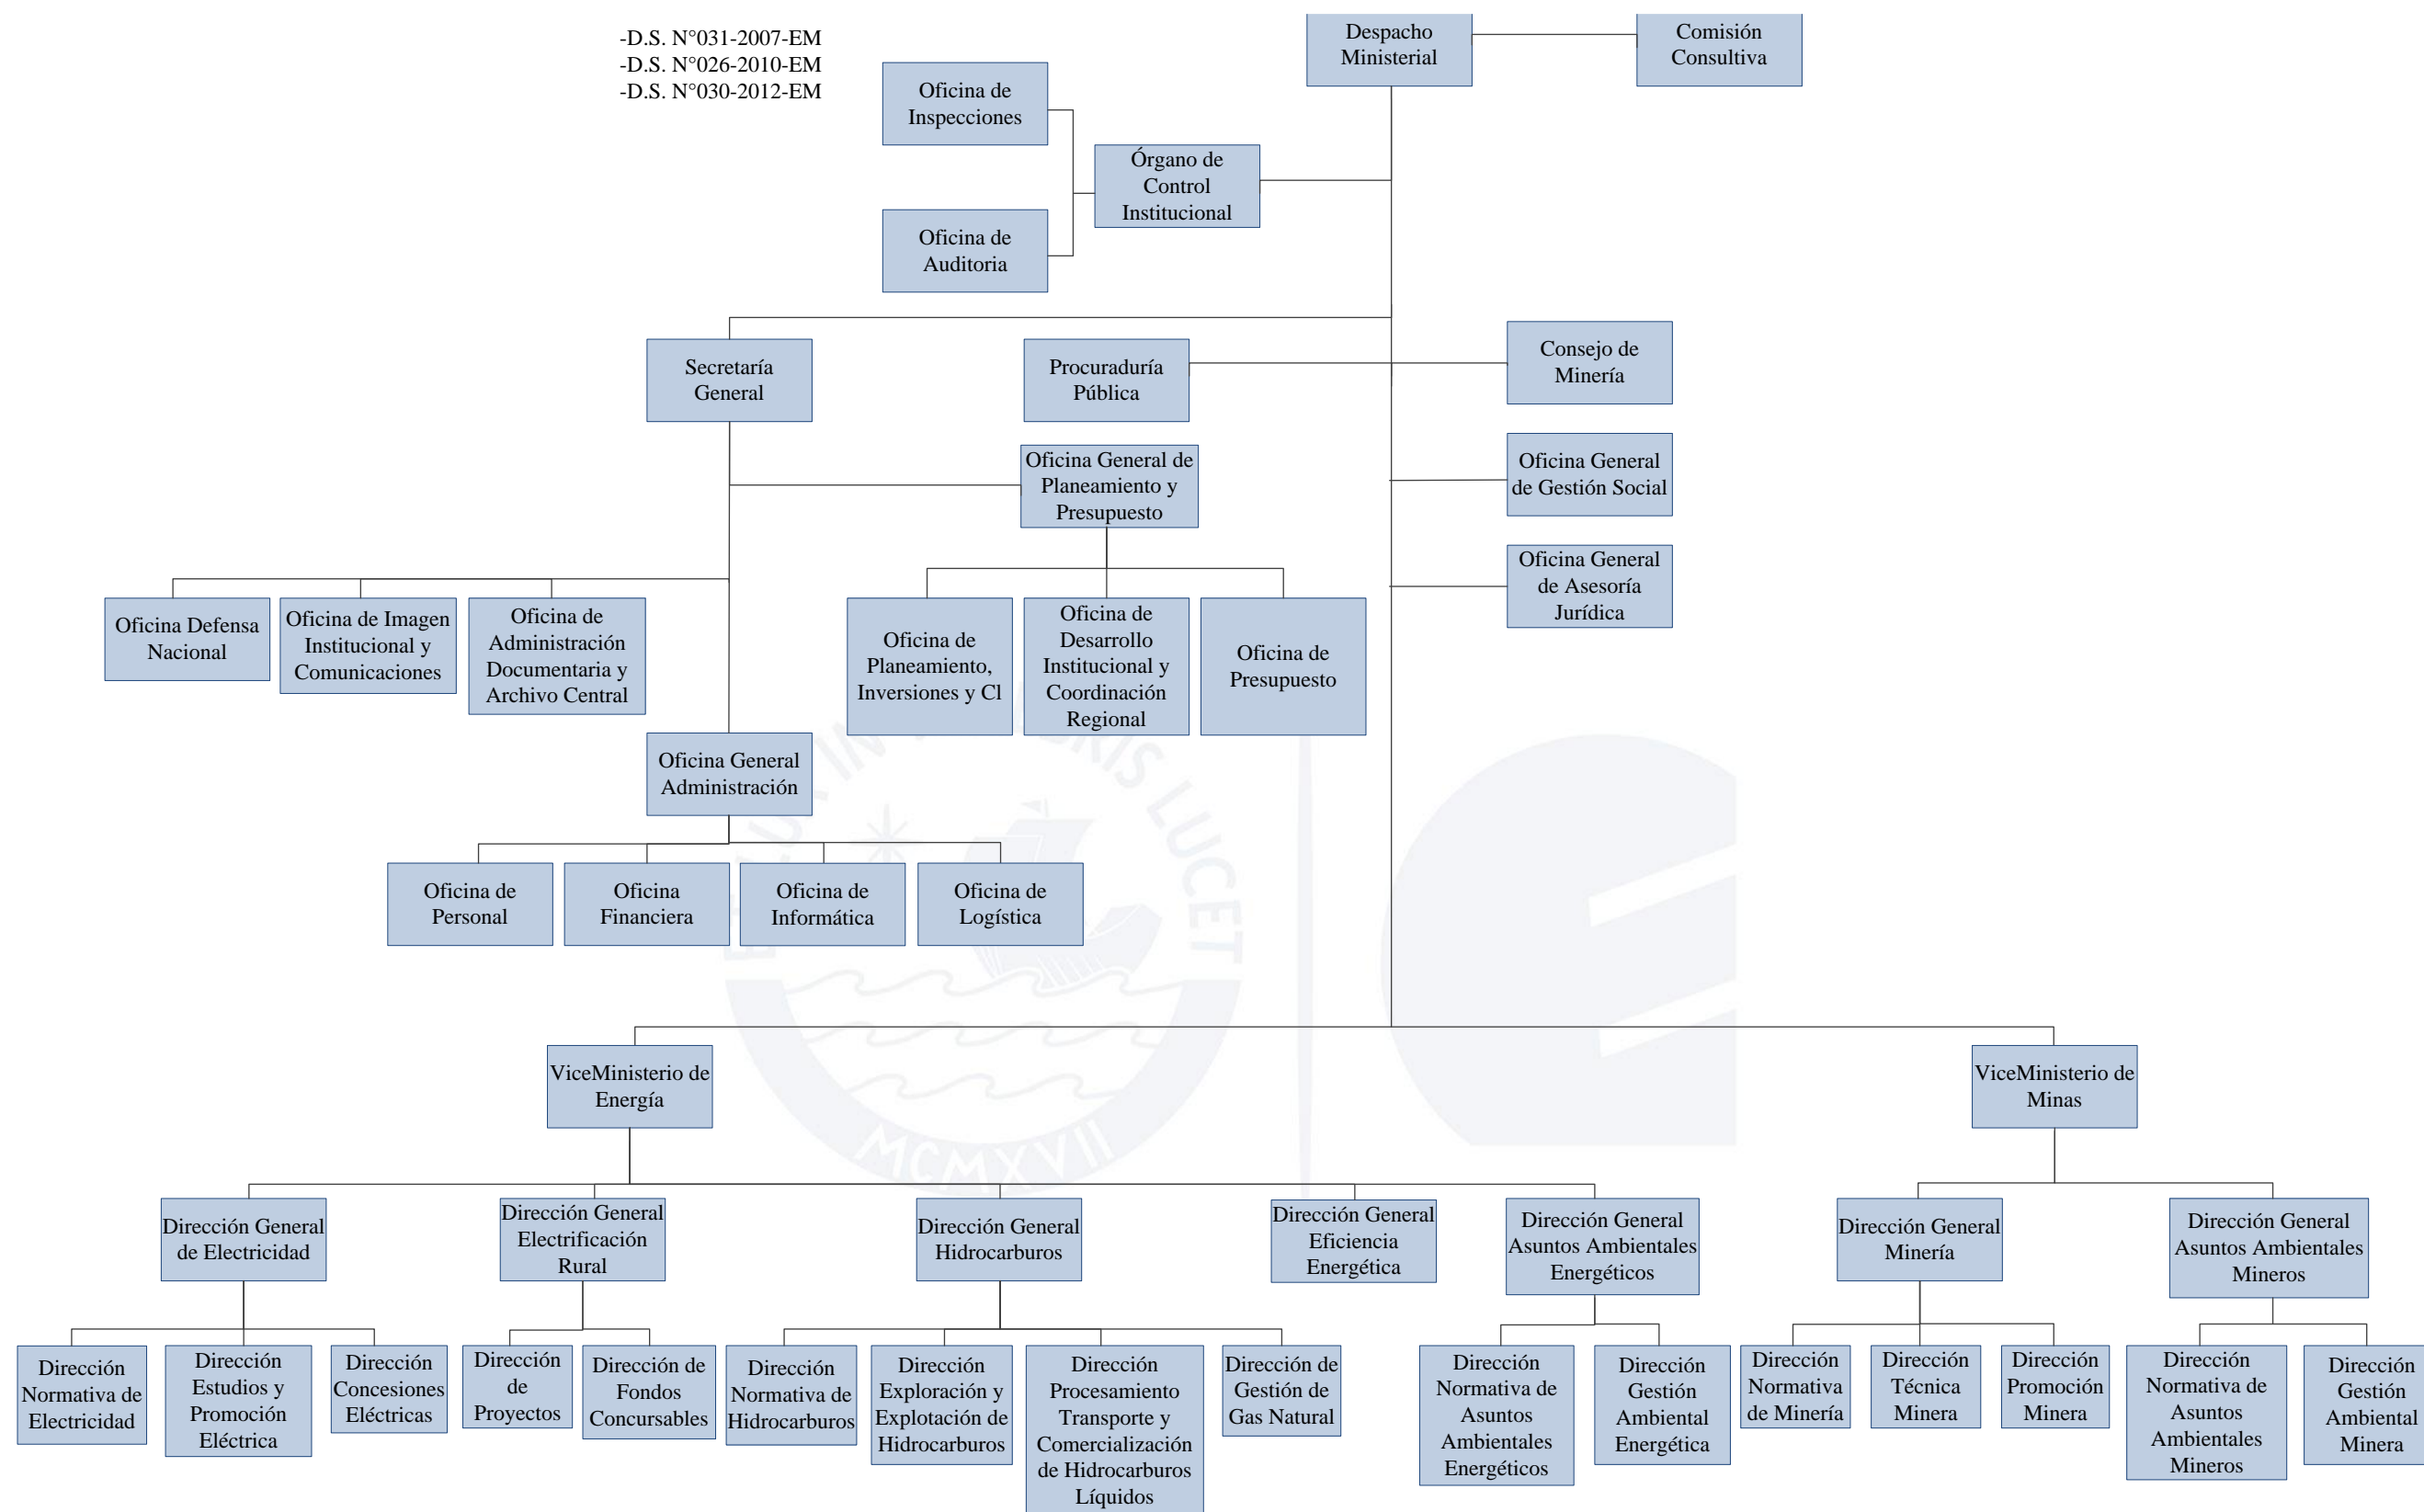 -D.S. N°031-2007-EM
-D.S. N°026-2010-EM
-D.S. N°030-2012-EM
Despacho
Ministerial
Comisión
Consultiva
Oficina de
Inspecciones
Órgano de
Control
Institucional
Oficina de
Auditoria
Secretaría
General
Procuraduría
Pública
Consejo de
Minería
Oficina General de
Planeamiento y
Presupuesto
Oficina General
de Gestión Social
Oficina General
de Asesoría
Jurídica
Oficina Defensa
Nacional
Oficina de Imagen
Institucional y
Comunicaciones
Oficina de
Administración
Documentaria y
Archivo Central
Oficina de
Planeamiento,
Inversiones y Cl
Oficina de
Desarrollo
Institucional y
Coordinación
Regional
Oficina de
Presupuesto
Oficina General
Administración
Oficina de
Personal
Oficina
Financiera
Oficina de
Informática
Oficina de
Logística
LUCET
MCMXVII
ViceMinisterio de
Energía
ViceMinisterio de
Minas
Dirección General
de Electricidad
Dirección General
Electrificación
Rural
Dirección General
Hidrocarburos
Dirección General
Eficiencia
Energética
Dirección General
Asuntos Ambientales
Energéticos
Dirección General
Minería
Dirección General
Asuntos Ambientales
Mineros
Dirección
Normativa de
Electricidad
Dirección
Estudios y
Promoción
Eléctrica
Dirección
Concesiones
Eléctricas
Dirección
de
Proyectos
Dirección de
Fondos
Concursables
Dirección
Normativa de
Hidrocarburos
Dirección
Exploración y
Explotación de
Hidrocarburos
Dirección
Procesamiento
Transporte y
Comercialización
de Hidrocarburos
Líquidos
Dirección de
Gestión de
Gas Natural
Dirección
Normativa de
Asuntos
Ambientales
Energéticos
Dirección
Gestión
Ambiental
Energética
Dirección
Normativa
de Minería
Dirección
Técnica
Minera
Dirección
Promoción
Minera
Dirección
Normativa de
Asuntos
Ambientales
Mineros
Dirección
Gestión
Ambiental
Minera